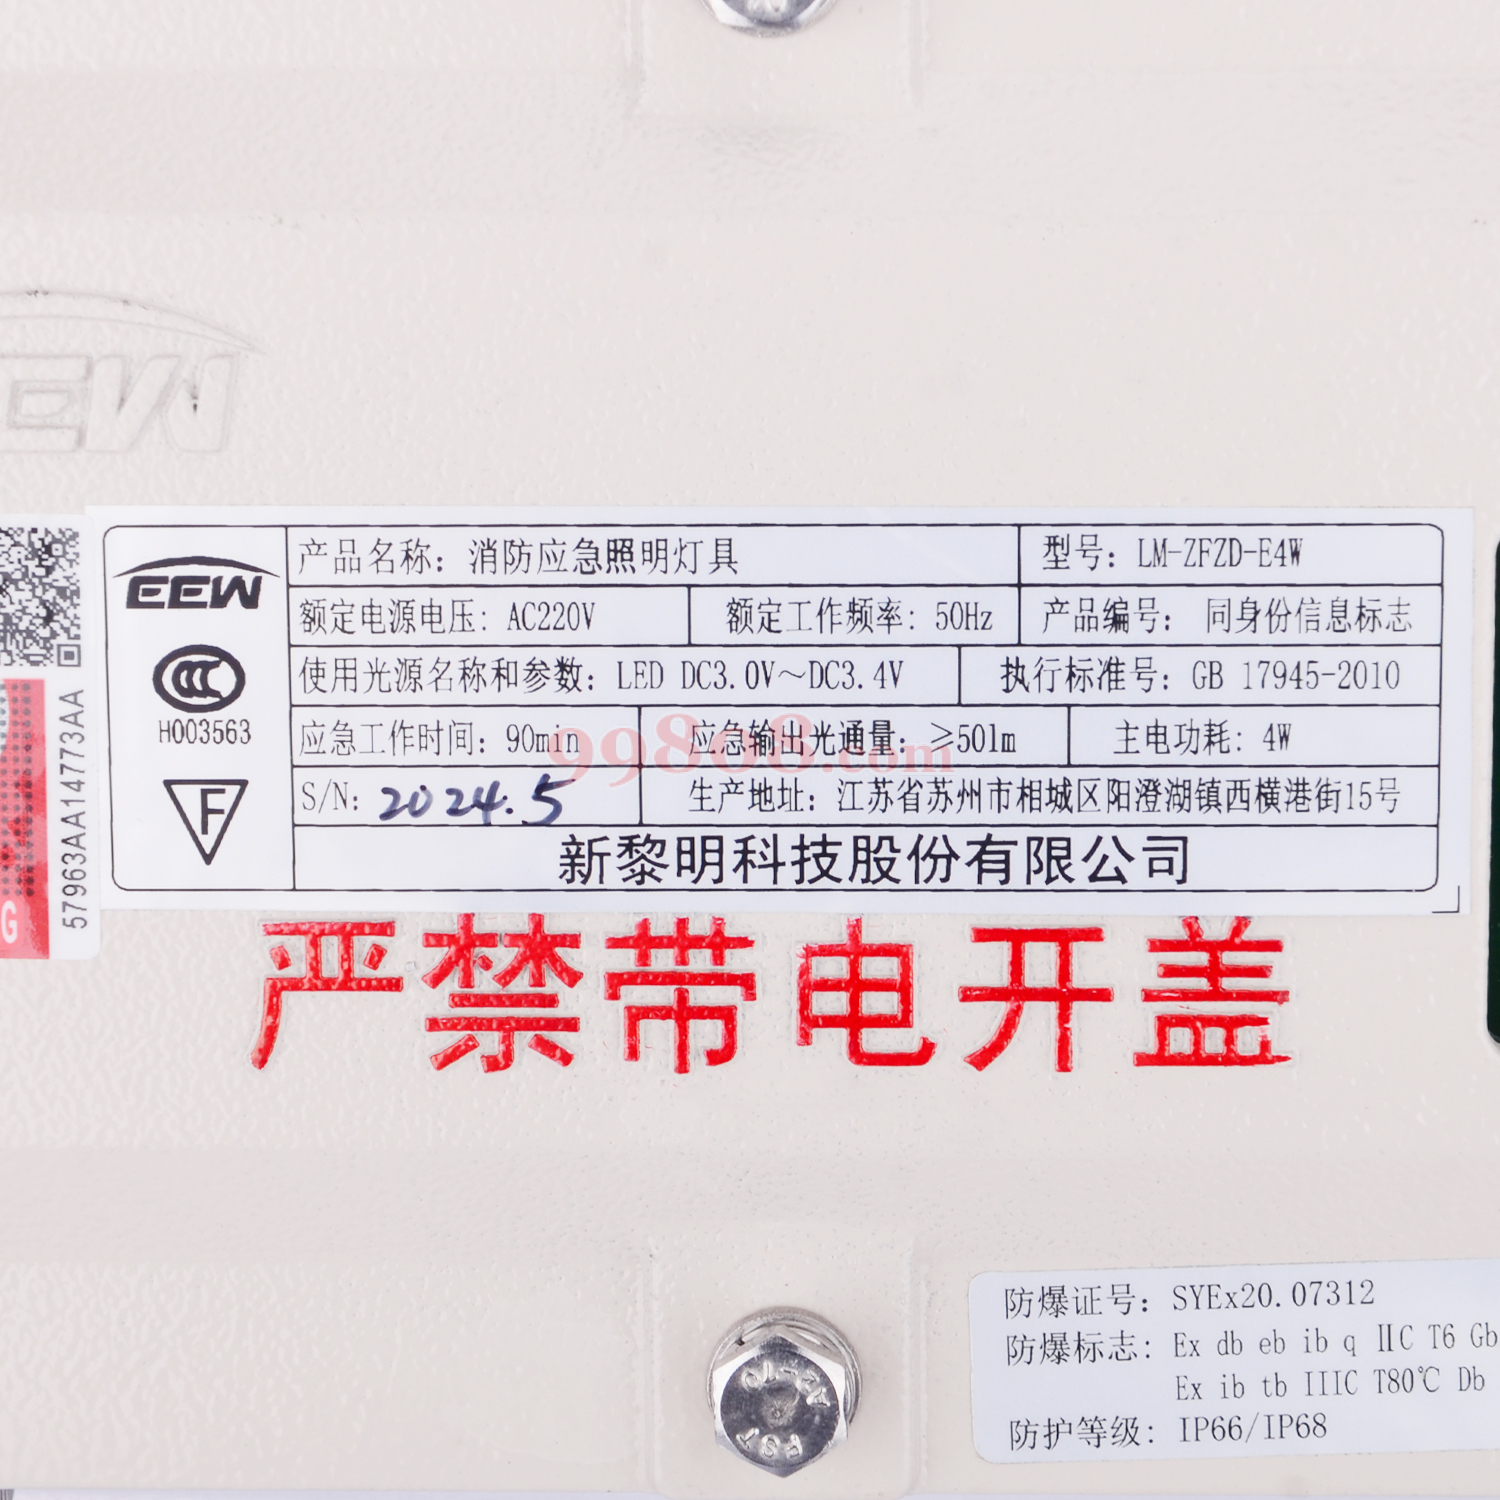 EEW
产品名称：消防应急照明灯具 型号：LM-ZFZD-E4W
额定电源电压：AC220V 额定工作频率：50Hz 产品编号：同身份信息标志
使用光源名称和参数：LED DC3.0V～DC3.4V 执行标准号：GB 17945-2010
H003563
应急工作时间：90min 应急输出光通量：≥50lm 主电功耗：4W
S/N：2024.5 生产地址：江苏省苏州市相城区阳澄湖镇西横港街15号
F
新黎明科技股份有限公司
57963AA14773AA
G
99808.com
严禁带电开盖
防爆证号：SYEx20.07312
防爆标志：Ex db eb ib q ⅡC T6 Gb
Ex ib tb IIIC T80℃ Db
防护等级：IP66/IP68
A2-70
FST